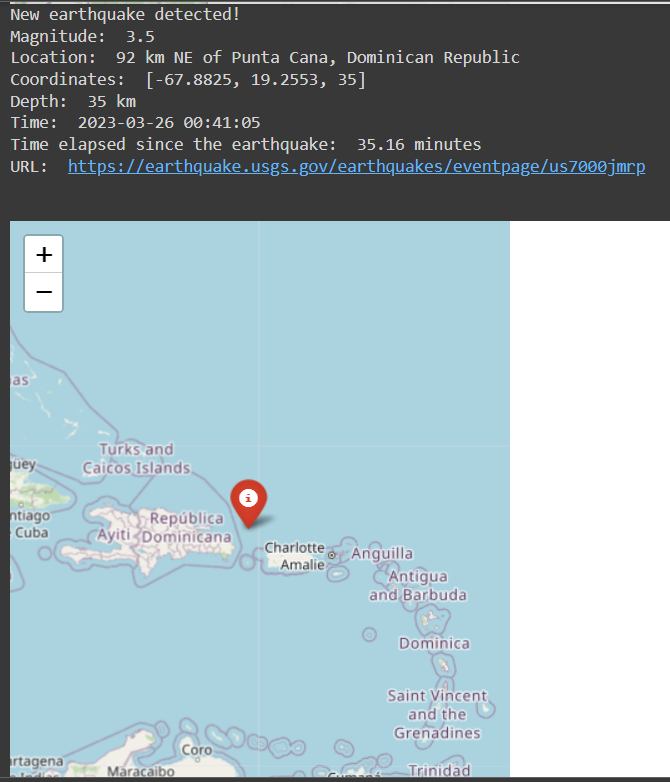 New earthquake detected!
Magnitude:  3.5
Location:  92 km NE of Punta Cana, Dominican Republic
Coordinates:  [-67.8825, 19.2553, 35]
Depth:  35 km
Time:  2023-03-26 00:41:05
Time elapsed since the earthquake:  35.16 minutes
URL:  https://earthquake.usgs.gov/earthquakes/eventpage/us7000jmrp
+
−
as
Turks and
Caicos Islands
güey
i
ntiago
Cuba
República
Ayiti
Dominicana
Charlotte
Amalie
Anguilla
Antigua
and Barbuda
Dominica
Saint Vincent
and the
Grenadines
Coro
rtagena
Maracaibo
Cumaná
Trinidad